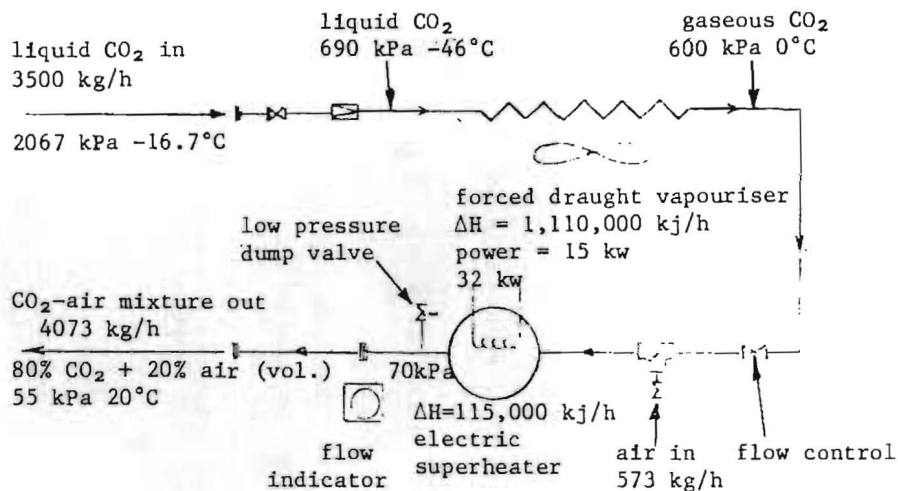 liquid CO₂ in
3500 kg/h
2067 kPa -16.7°C
liquid CO₂
690 kPa -46°C
gaseous CO₂
600 kPa 0°C
forced draught vapouriser
ΔH = 1,110,000 kj/h
power = 15 kw
32 kw
low pressure
dump valve
CO₂-air mixture out
4073 kg/h
80% CO₂ + 20% air (vol.)
55 kPa 20°C
70kPa
ΔH=115,000 kj/h
electric
superheater
flow
indicator
air in
573 kg/h
flow control